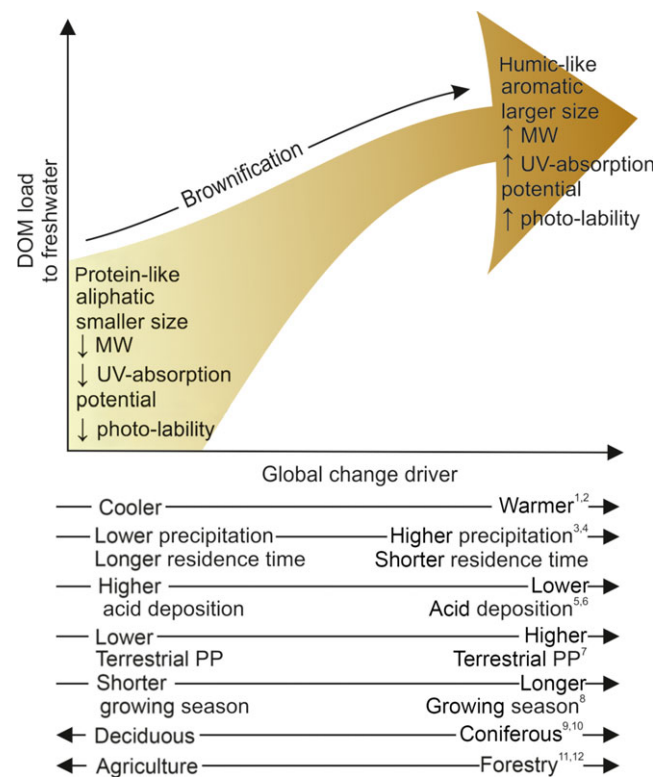 Humic-like
aromatic
larger size
↑ MW
↑ UV-absorption
potential
↑ photo-lability
Brownification
DOM load
to freshwater
Protein-like
aliphatic
smaller size
↓ MW
↓ UV-absorption
potential
↓ photo-lability
Global change driver
Cooler Warmer1,2
Lower precipitation Higher precipitation3,4
Longer residence time Shorter residence time
Higher Lower
acid deposition Acid deposition5,6
Lower Higher
Terrestrial PP Terrestrial PP7
Shorter Longer
growing season Growing season8
Deciduous Coniferous9,10
Agriculture Forestry11,12